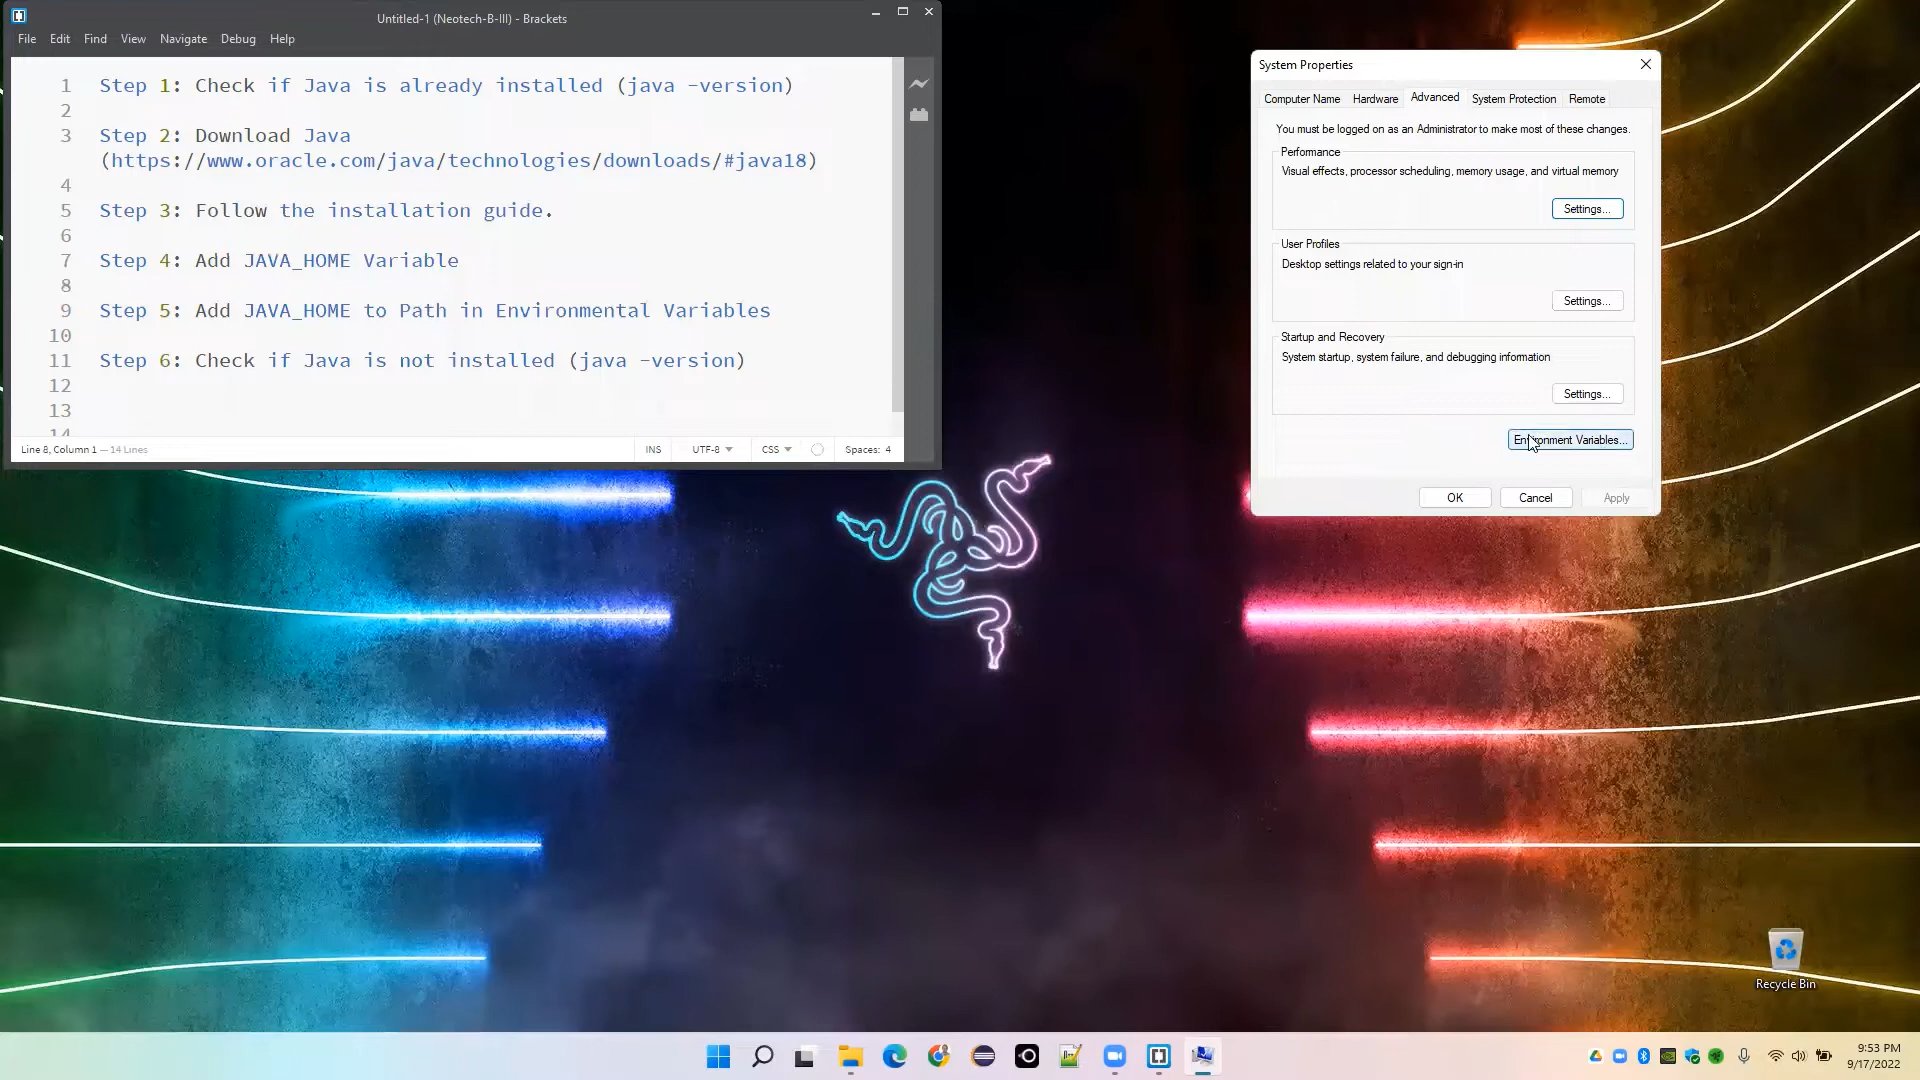 Untitled-1 (Neotech-B-III) - Brackets
File Edit Find View Navigate Debug Help
1 Step 1: Check if Java is already installed (java -version)
2
3 Step 2: Download Java
(https://www.oracle.com/java/technologies/downloads/#java18)
4
5 Step 3: Follow the installation guide.
6
7 Step 4: Add JAVA_HOME Variable
8
9 Step 5: Add JAVA_HOME to Path in Environmental Variables
10
11 Step 6: Check if Java is not installed (java -version)
12
13
14
Line 8, Column 1 — 14 Lines INS UTF-8 CSS Spaces: 4
System Properties
Computer Name Hardware Advanced System Protection Remote
You must be logged on as an Administrator to make most of these changes.
Performance
Visual effects, processor scheduling, memory usage, and virtual memory
Settings...
User Profiles
Desktop settings related to your sign-in
Settings...
Startup and Recovery
System startup, system failure, and debugging information
Settings...
Environment Variables...
OK Cancel Apply
Recycle Bin
9:53 PM
9/17/2022